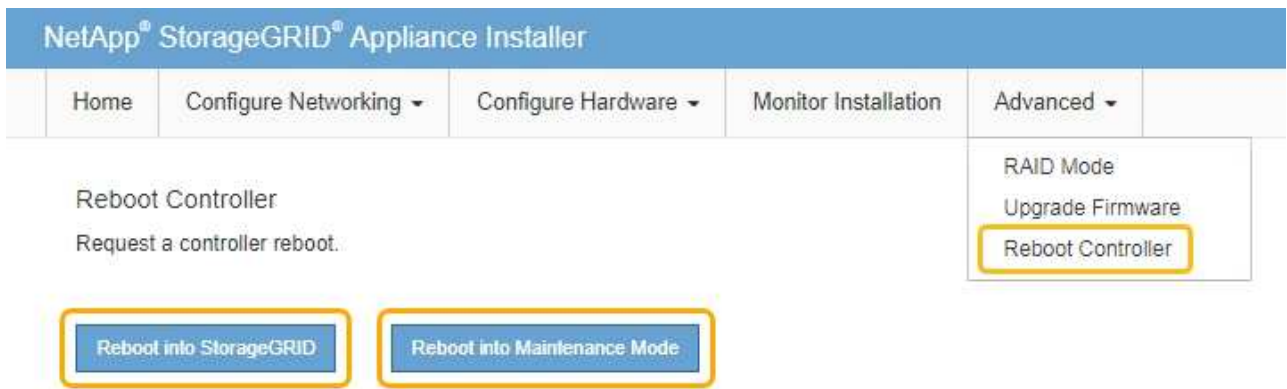 NetApp® StorageGRID® Appliance Installer
Home Configure Networking Configure Hardware Monitor Installation Advanced
RAID Mode
Upgrade Firmware
Reboot Controller
Reboot Controller
Request a controller reboot.
Reboot into StorageGRID Reboot into Maintenance Mode